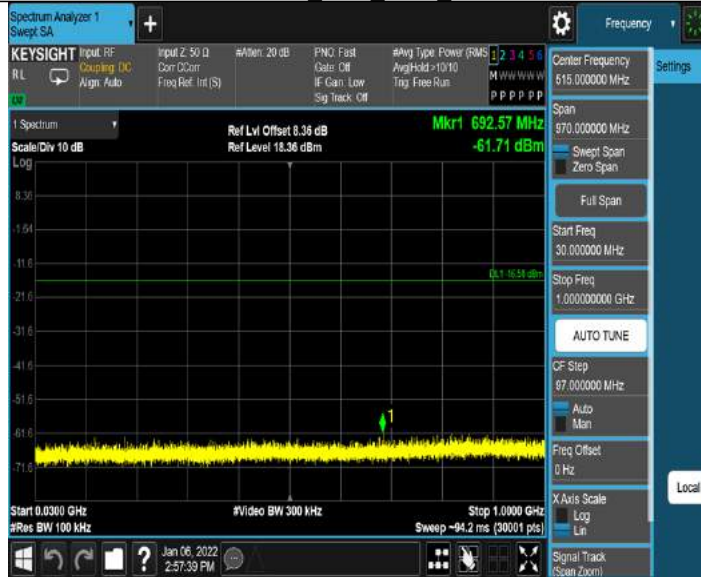 Spectrum Analyzer 1
Swept SA
Frequency
KEYSIGHT
RL
Input: RF
Coupling: DC
Align: Auto
Input Z: 50 Ω
Corr CCorr
Freq Ref: Int (S)
#Atten: 20 dB
PNO: Fast
Gate: Off
IF Gain: Low
Sig Track: Off
#Avg Type: Power (RMS
Avg|Hold:>10/10
Trig: Free Run
1 2 3 4 5 6
M W W W W W
P P P P P P
Settings
1 Spectrum
Scale/Div 10 dB
Log
Ref Lvl Offset 8.36 dB
Ref Level 18.36 dBm
Mkr1 692.57 MHz
-61.71 dBm
8.36
-1.64
-11.6
-21.6
-31.6
-41.6
-51.6
-61.6
-71.6
DL1 -16.51 dBm
1
Start 0.0300 GHz
#Res BW 100 kHz
#Video BW 300 kHz
Stop 1.0000 GHz
Sweep ~94.2 ms (30001 pts)
Center Frequency
515.000000 MHz
Span
970.000000 MHz
Swept Span
Zero Span
Full Span
Start Freq
30.000000 MHz
Stop Freq
1.000000000 GHz
AUTO TUNE
CF Step
97.000000 MHz
Auto
Man
Freq Offset
0 Hz
X Axis Scale
Log
Lin
Signal Track
(Span Zoom)
Local
?
Jan 06, 2022
2:57:39 PM